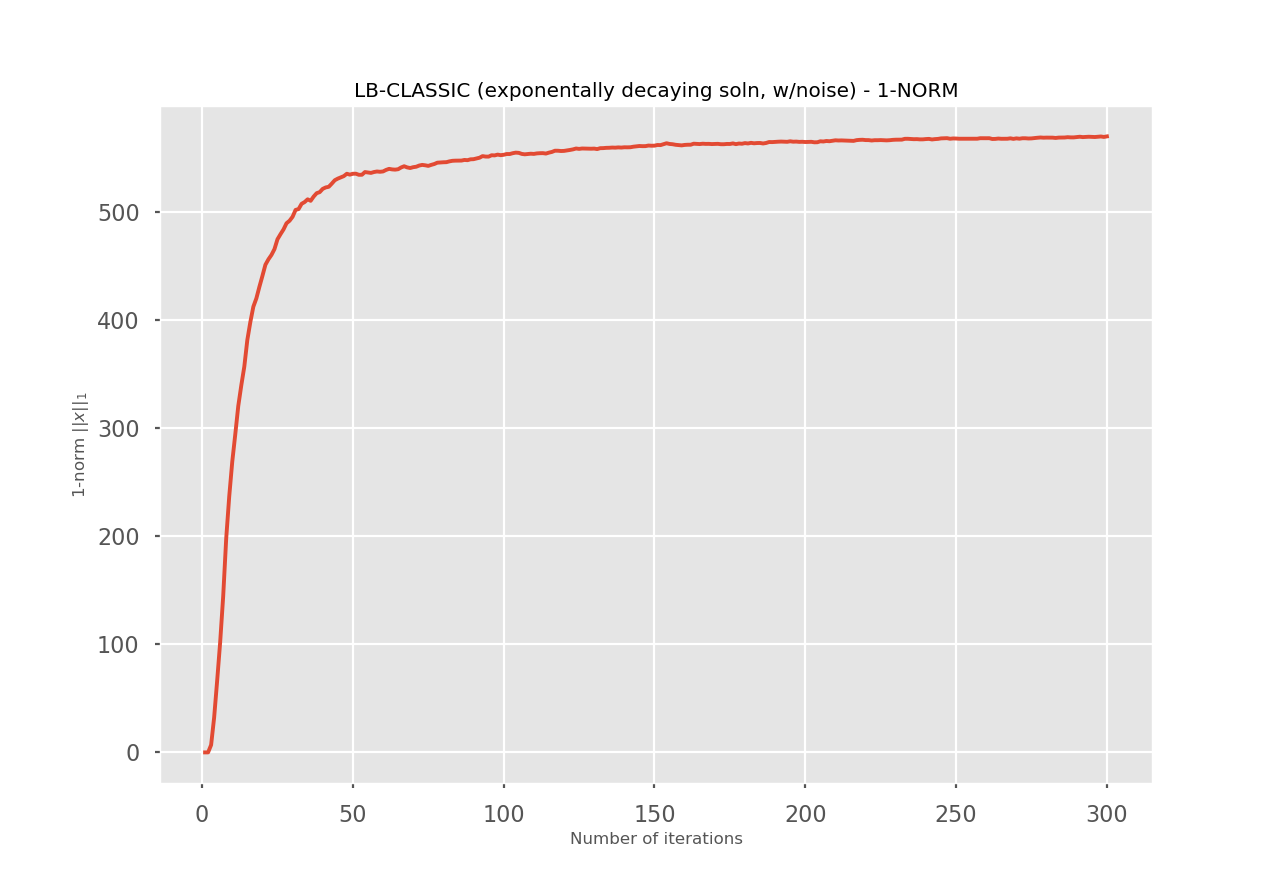 LB-CLASSIC (exponentially decaying soln, w/noise) - 1-NORM
1-norm ||x||₁
500
400
300
200
100
0
0 50 100 150 200 250 300
Number of iterations